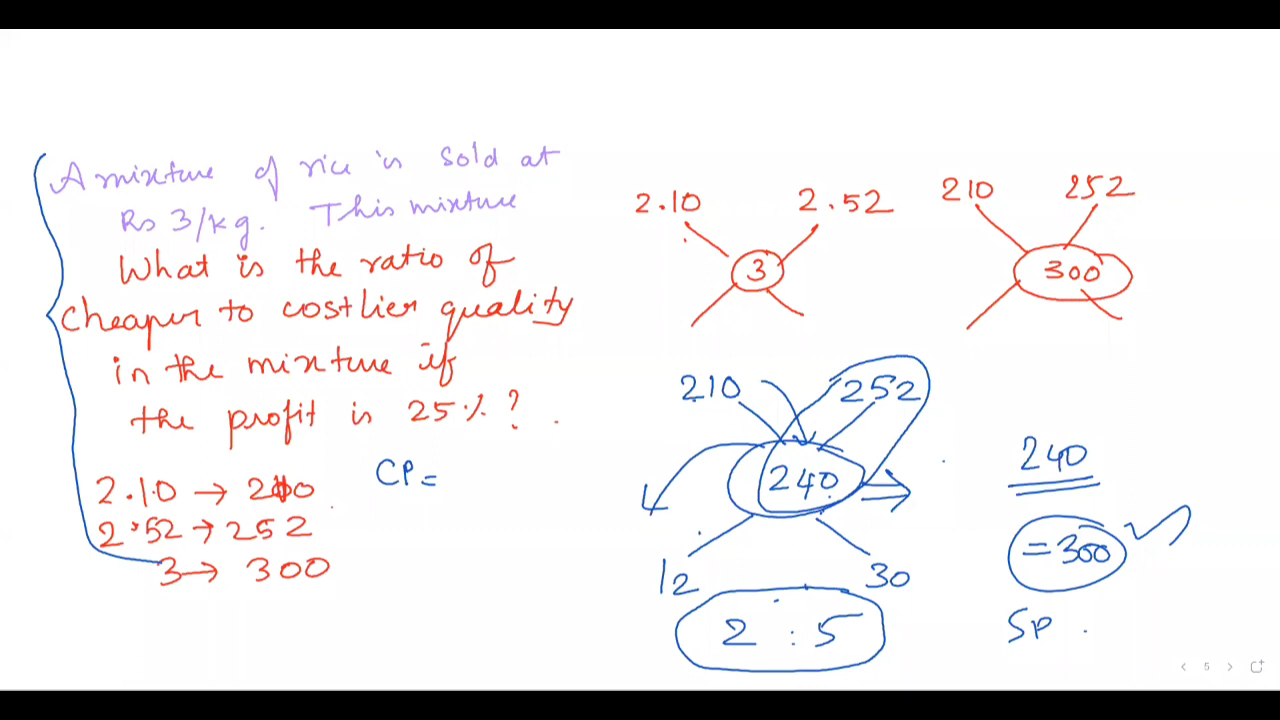 A mixture of rice is sold at
Rs 3/kg. This mixture
What is the ratio of
cheaper to costlier quality
in the mixture if
the profit is 25% ? .
2.10 → 210
2.52 → 252
3 → 300
CP =
2.10 2.52
3
210 252
300
210 252
240
12 30
2 : 5
240
= 300
SP .
5